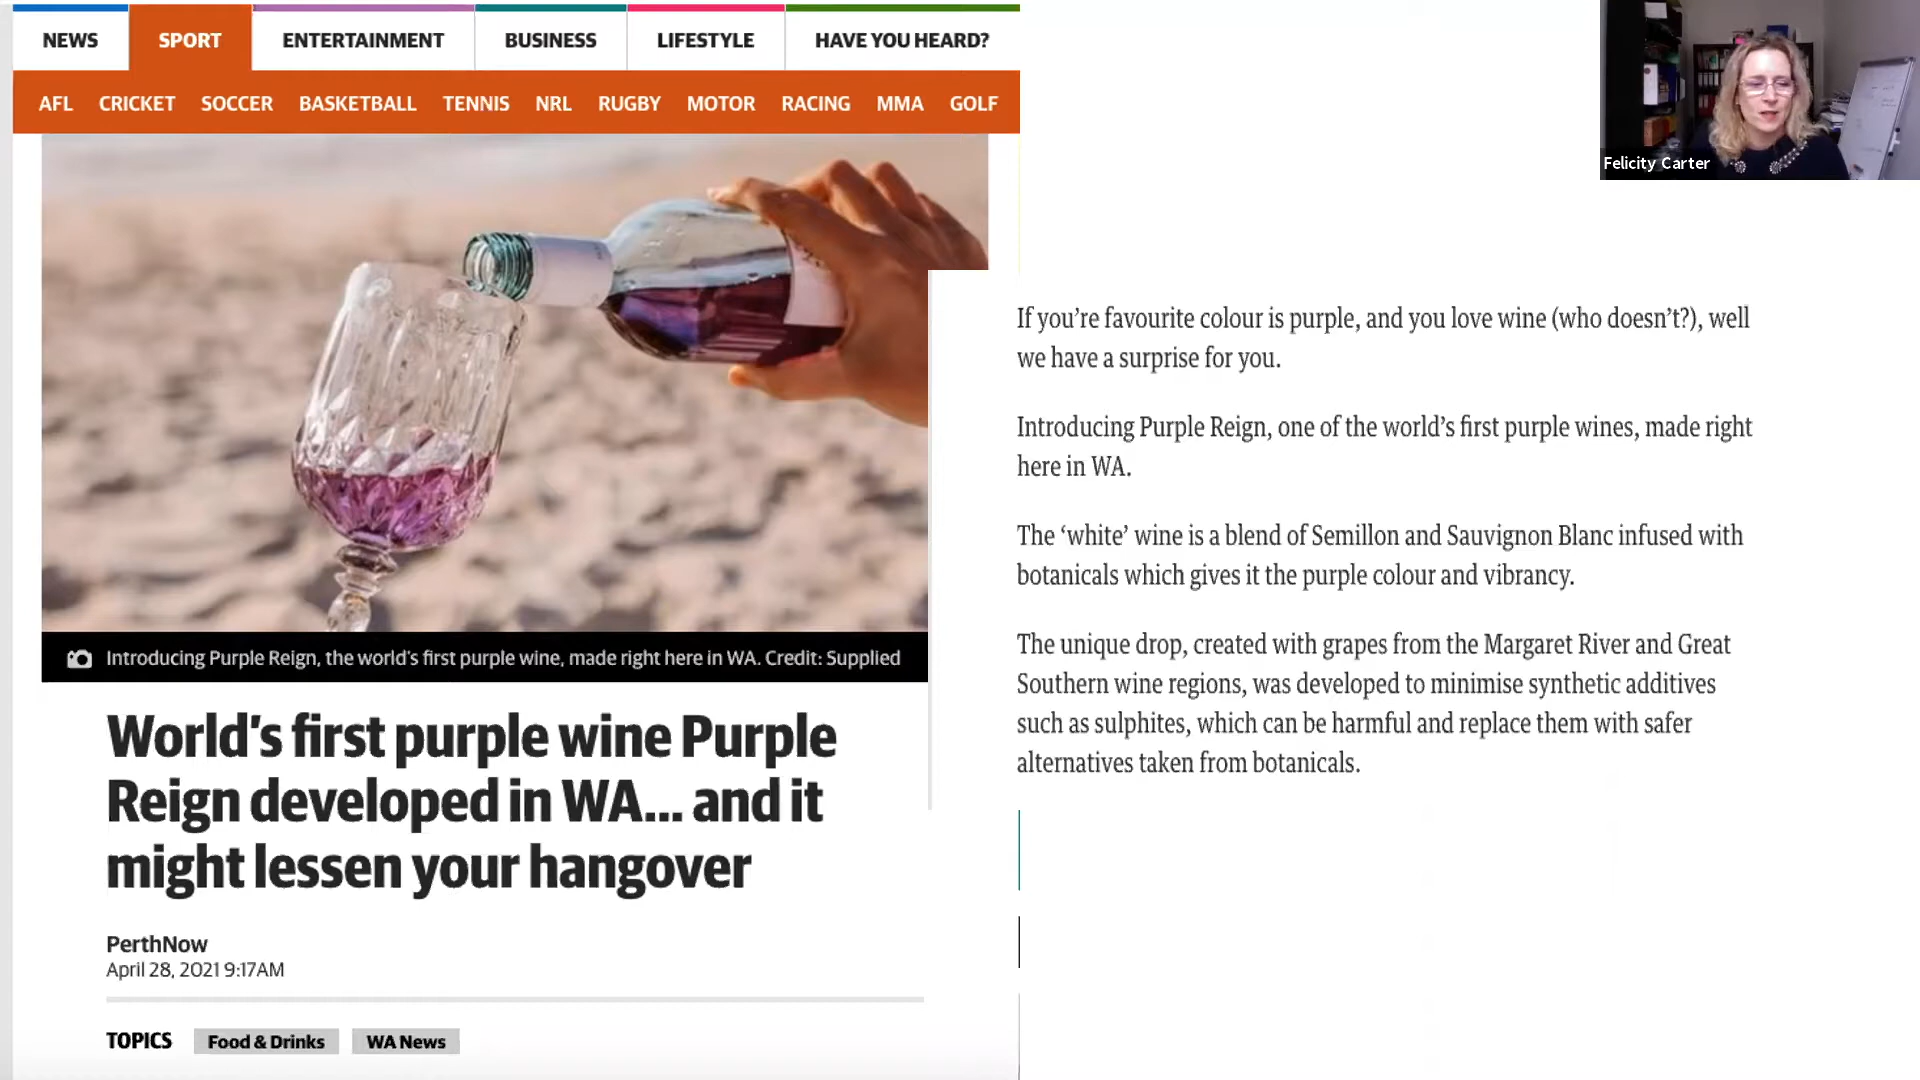 NEWS SPORT ENTERTAINMENT BUSINESS LIFESTYLE HAVE YOU HEARD?
AFL CRICKET SOCCER BASKETBALL TENNIS NRL RUGBY MOTOR RACING MMA GOLF
Introducing Purple Reign, the world's first purple wine, made right here in WA. Credit: Supplied
World's first purple wine Purple
Reign developed in WA... and it
might lessen your hangover
PerthNow
April 28, 2021 9:17AM
TOPICS Food & Drinks WA News
If you're favourite colour is purple, and you love wine (who doesn't?), well
we have a surprise for you.
Introducing Purple Reign, one of the world's first purple wines, made right
here in WA.
The ‘white’ wine is a blend of Semillon and Sauvignon Blanc infused with
botanicals which gives it the purple colour and vibrancy.
The unique drop, created with grapes from the Margaret River and Great
Southern wine regions, was developed to minimise synthetic additives
such as sulphites, which can be harmful and replace them with safer
alternatives taken from botanicals.
Felicity Carter